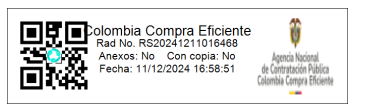 Colombia Compra Eficiente
Rad No. RS20241211016468
Anexos: No Con copia: No
Fecha: 11/12/2024 16:58:51
Agencia Nacional
de Contratación Pública
Colombia Compra Eficiente